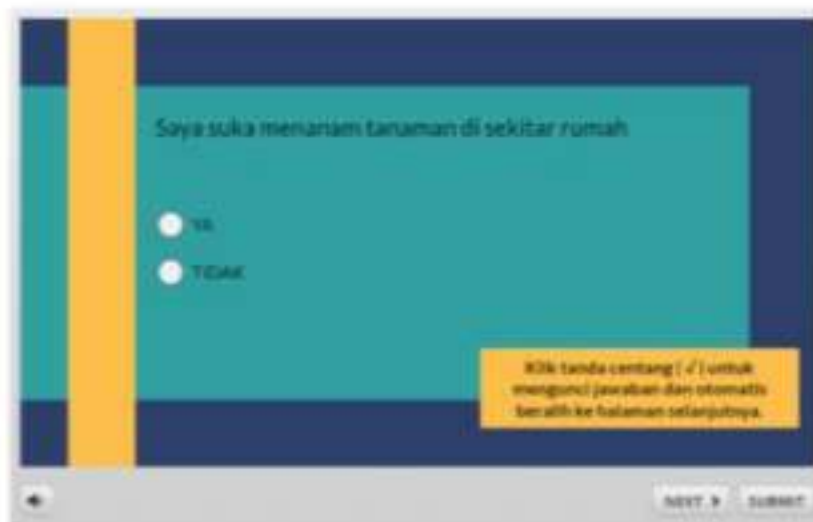 Saya suka menanam tanaman di sekitar rumah
YA
TIDAK
Klik tanda centang ( √ ) untuk
mengunci jawaban dan otomatis
beralih ke halaman selanjutnya.
NEXT
SUBMIT